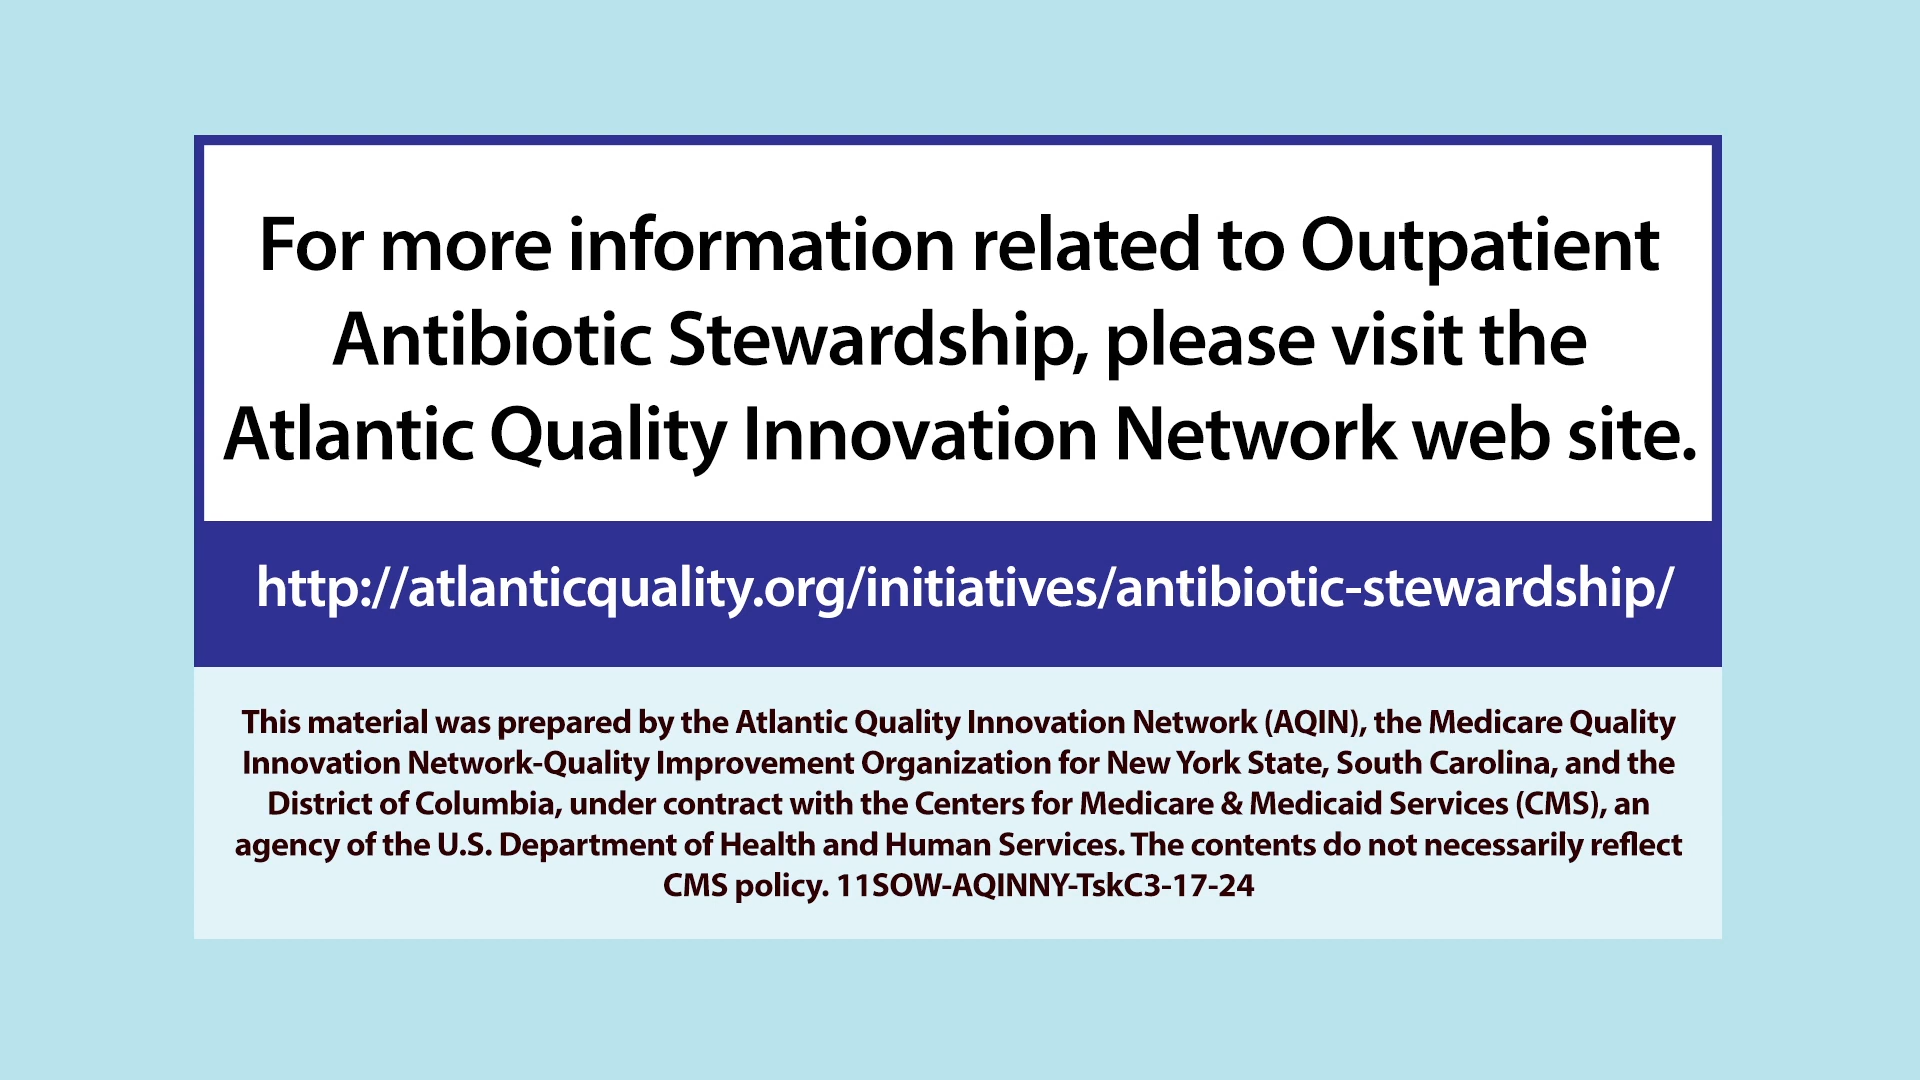 For more information related to Outpatient
Antibiotic Stewardship, please visit the
Atlantic Quality Innovation Network web site.
http://atlanticquality.org/initiatives/antibiotic-stewardship/
This material was prepared by the Atlantic Quality Innovation Network (AQIN), the Medicare Quality
Innovation Network-Quality Improvement Organization for New York State, South Carolina, and the
District of Columbia, under contract with the Centers for Medicare & Medicaid Services (CMS), an
agency of the U.S. Department of Health and Human Services. The contents do not necessarily reflect
CMS policy. 11SOW-AQINNY-TskC3-17-24